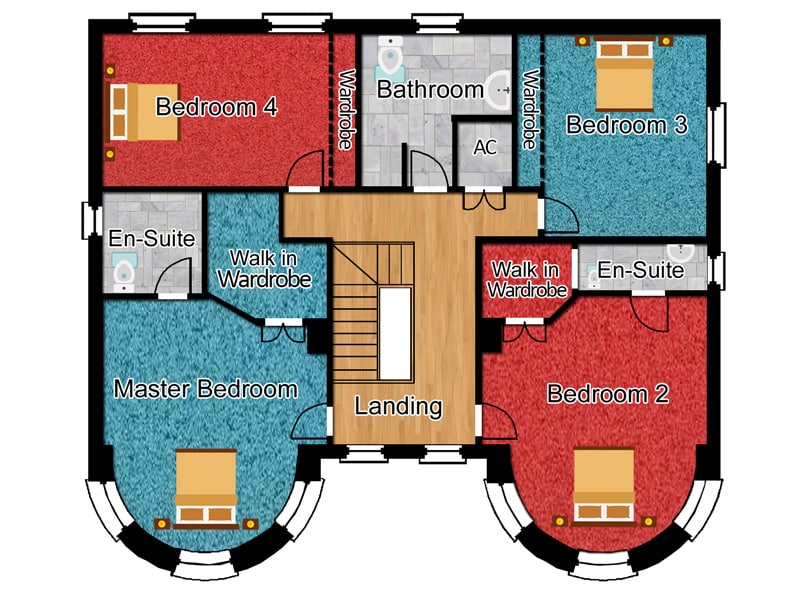 Bedroom 4
Wardrobe
Bathroom
AC
Wardrobe
Bedroom 3
En-Suite
Walk in
Wardrobe
Walk in
Wardrobe
En-Suite
Master Bedroom
Landing
Bedroom 2